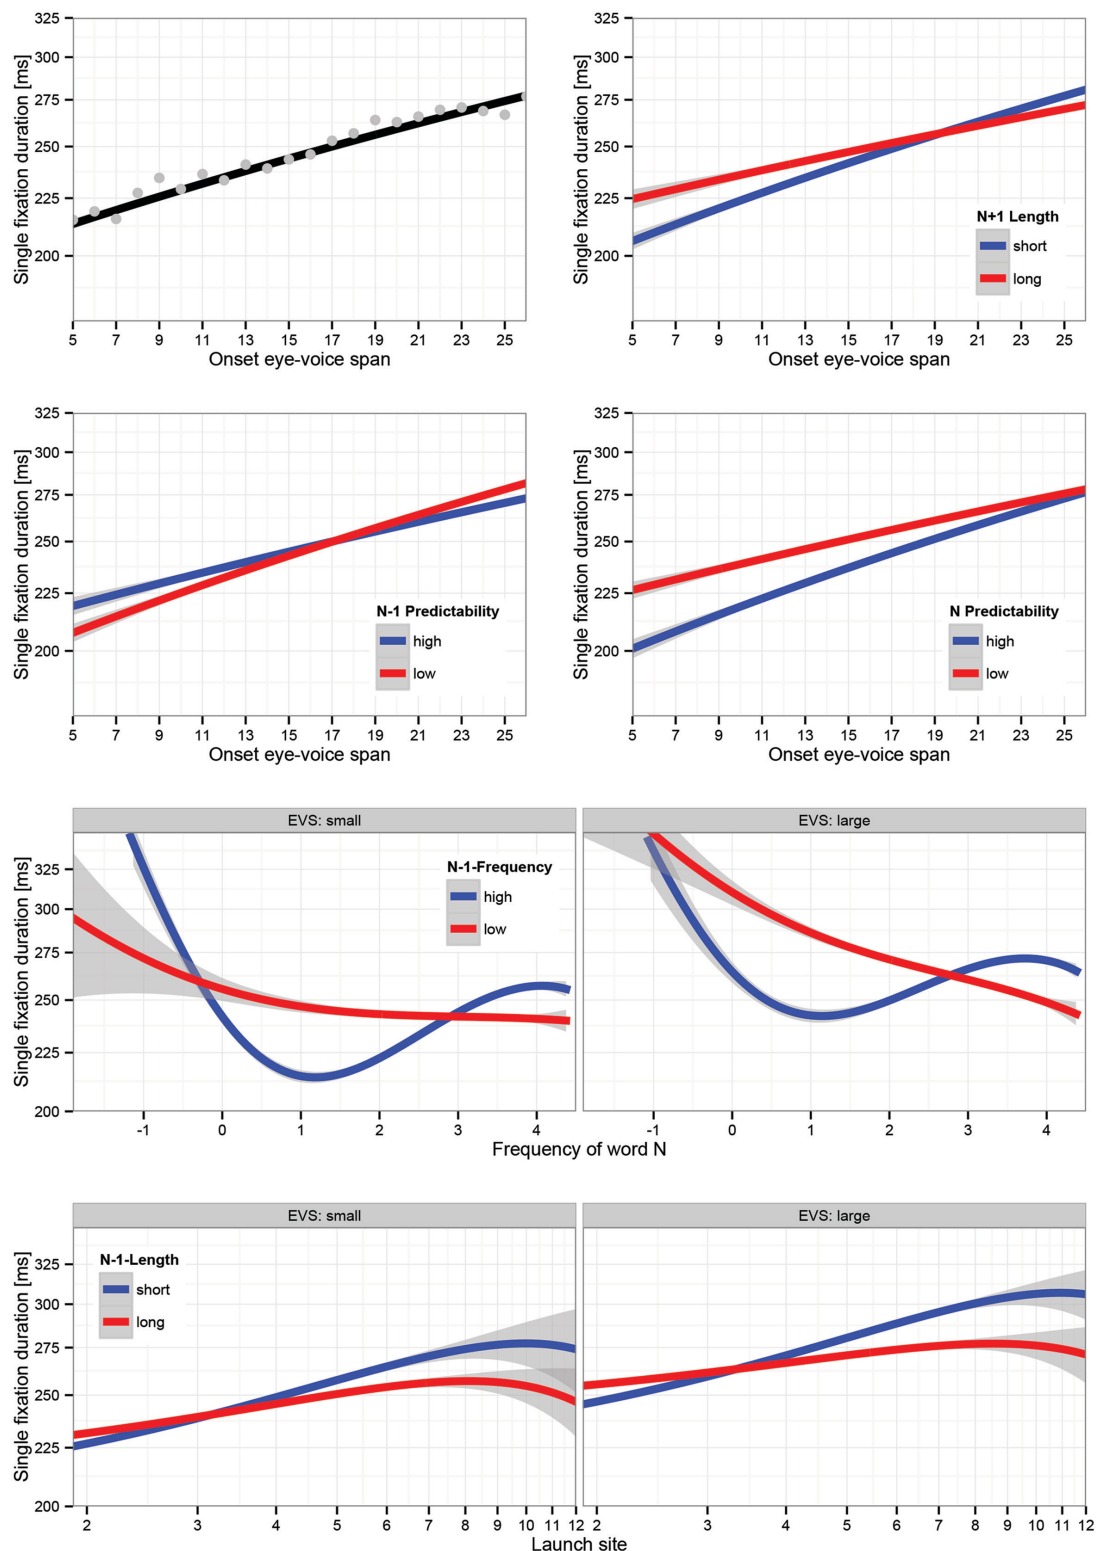 325
300
275
250
225
200
Single fixation duration [ms]
5 7 9 11 13 15 17 19 21 23 25
Onset eye-voice span
325
300
275
250
225
200
Single fixation duration [ms]
N+1 Length
short
long
5 7 9 11 13 15 17 19 21 23 25
Onset eye-voice span
325
300
275
250
225
200
Single fixation duration [ms]
N-1 Predictability
high
low
5 7 9 11 13 15 17 19 21 23 25
Onset eye-voice span
325
300
275
250
225
200
Single fixation duration [ms]
N Predictability
high
low
5 7 9 11 13 15 17 19 21 23 25
Onset eye-voice span
EVS: small
EVS: large
325
300
275
250
225
200
Single fixation duration [ms]
N-1-Frequency
high
low
-1 0 1 2 3 4
-1 0 1 2 3 4
Frequency of word N
EVS: small
EVS: large
325
300
275
250
225
200
Single fixation duration [ms]
N-1-Length
short
long
2 3 4 5 6 7 8 9 10 11 12
2 3 4 5 6 7 8 9 10 11 12
Launch site